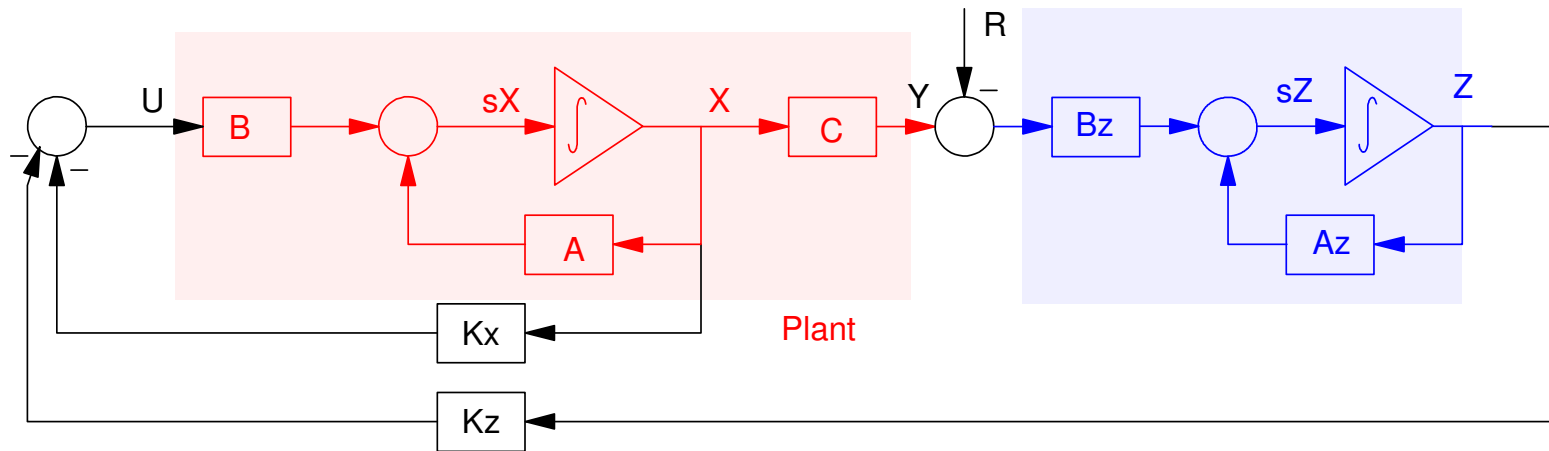 R
U
B
sX
∫
X
C
Y
–
Bz
sZ
∫
Z
–
–
A
Az
Kx
Plant
Kz